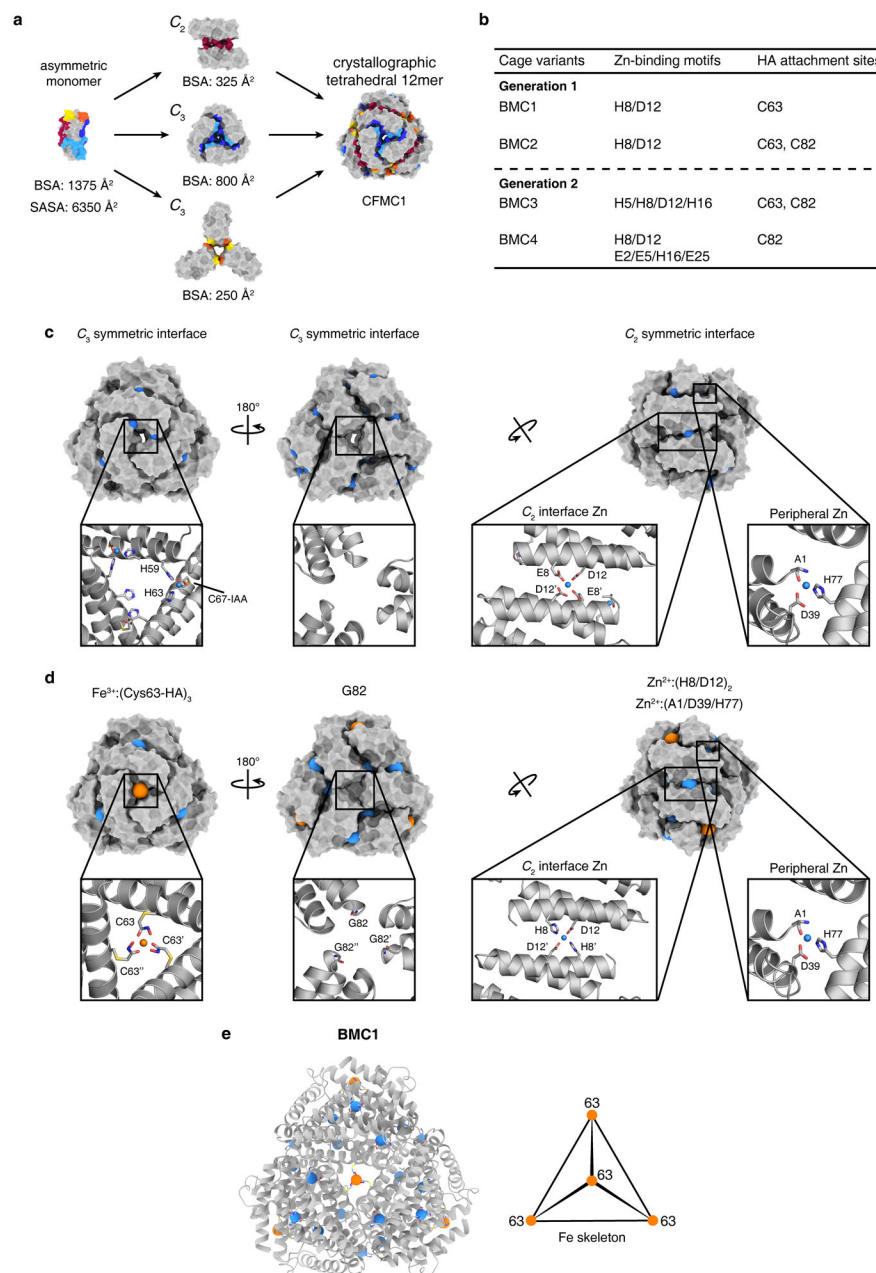 a
asymmetric
monomer
BSA: 1375 Å²
SASA: 6350 Å²
C₂
BSA: 325 Å²
C₃
BSA: 800 Å²
C₃
BSA: 250 Å²
crystallographic
tetrahedral 12mer
CFMC1
b
Cage variants Zn-binding motifs HA attachment sites
Generation 1
BMC1 H8/D12 C63
BMC2 H8/D12 C63, C82
Generation 2
BMC3 H5/H8/D12/H16 C63, C82
BMC4 H8/D12 C82
E2/E5/H16/E25
c
C₃ symmetric interface
C₃ symmetric interface
C₂ symmetric interface
180°
C₂ interface Zn
Peripheral Zn
H59
H63
C67-IAA
E8
D12
D12'
E8'
A1
H77
D39
d
Fe³⁺:(Cys63-HA)₃
G82
Zn²⁺:(H8/D12)₂
Zn²⁺:(A1/D39/H77)
180°
C₂ interface Zn
Peripheral Zn
C63
C63'
C63''
G82
G82''
G82'
H8
D12
D12'
H8'
A1
H77
D39
e
BMC1
63
63
63
63
Fe skeleton